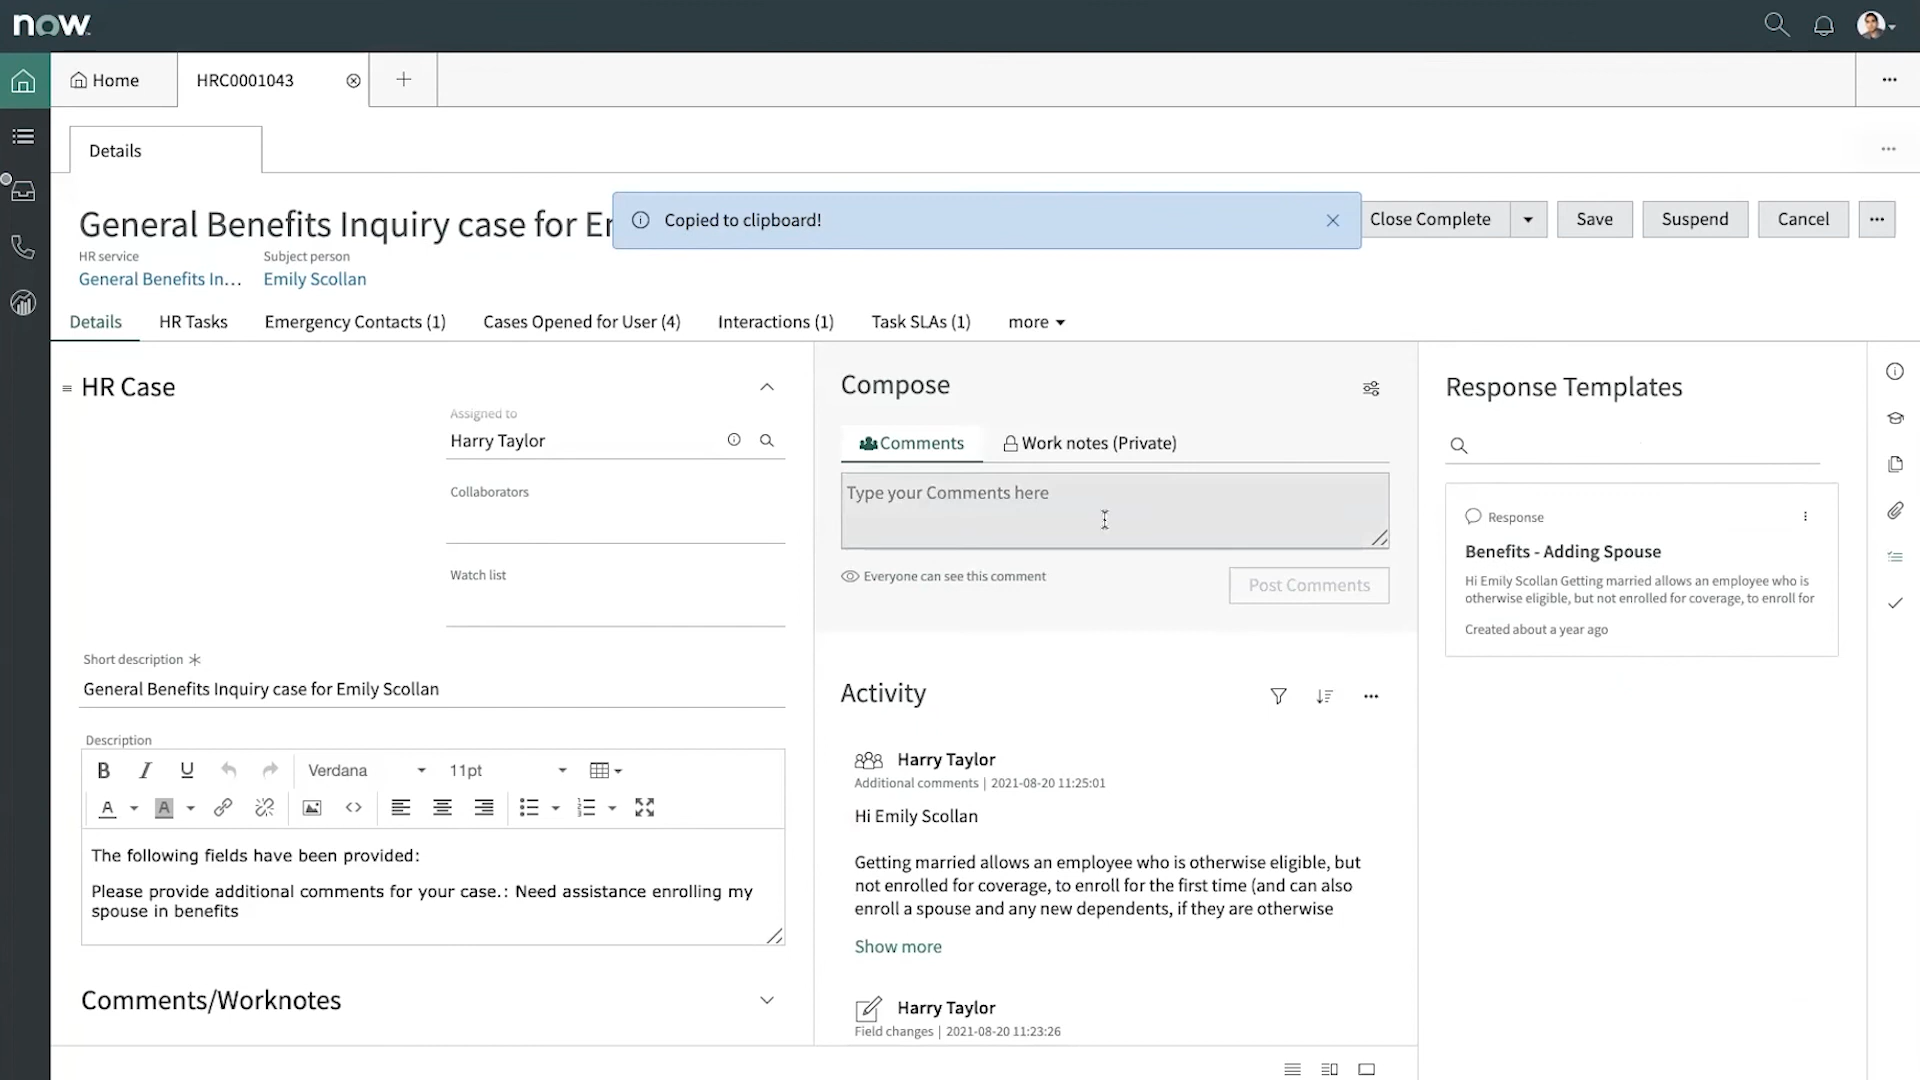 now
Home
HRC0001043
Details
General Benefits Inquiry case for Er
Copied to clipboard!
Close Complete
Save
Suspend
Cancel
HR service
General Benefits In...
Subject person
Emily Scollan
Details
HR Tasks
Emergency Contacts (1)
Cases Opened for User (4)
Interactions (1)
Task SLAs (1)
more
HR Case
Assigned to
Harry Taylor
Collaborators
Watch list
Short description
General Benefits Inquiry case for Emily Scollan
Description
B I U
Verdana
11pt
A
A
The following fields have been provided:
Please provide additional comments for your case.: Need assistance enrolling my
spouse in benefits
Comments/Worknotes
Compose
Comments
Work notes (Private)
Type your Comments here
Everyone can see this comment
Post Comments
Activity
Harry Taylor
Additional comments | 2021-08-20 11:25:01
Hi Emily Scollan
Getting married allows an employee who is otherwise eligible, but
not enrolled for coverage, to enroll for the first time (and can also
enroll a spouse and any new dependents, if they are otherwise
Show more
Harry Taylor
Field changes | 2021-08-20 11:23:26
Response Templates
Response
Benefits - Adding Spouse
Hi Emily Scollan Getting married allows an employee who is
otherwise eligible, but not enrolled for coverage, to enroll for
Created about a year ago